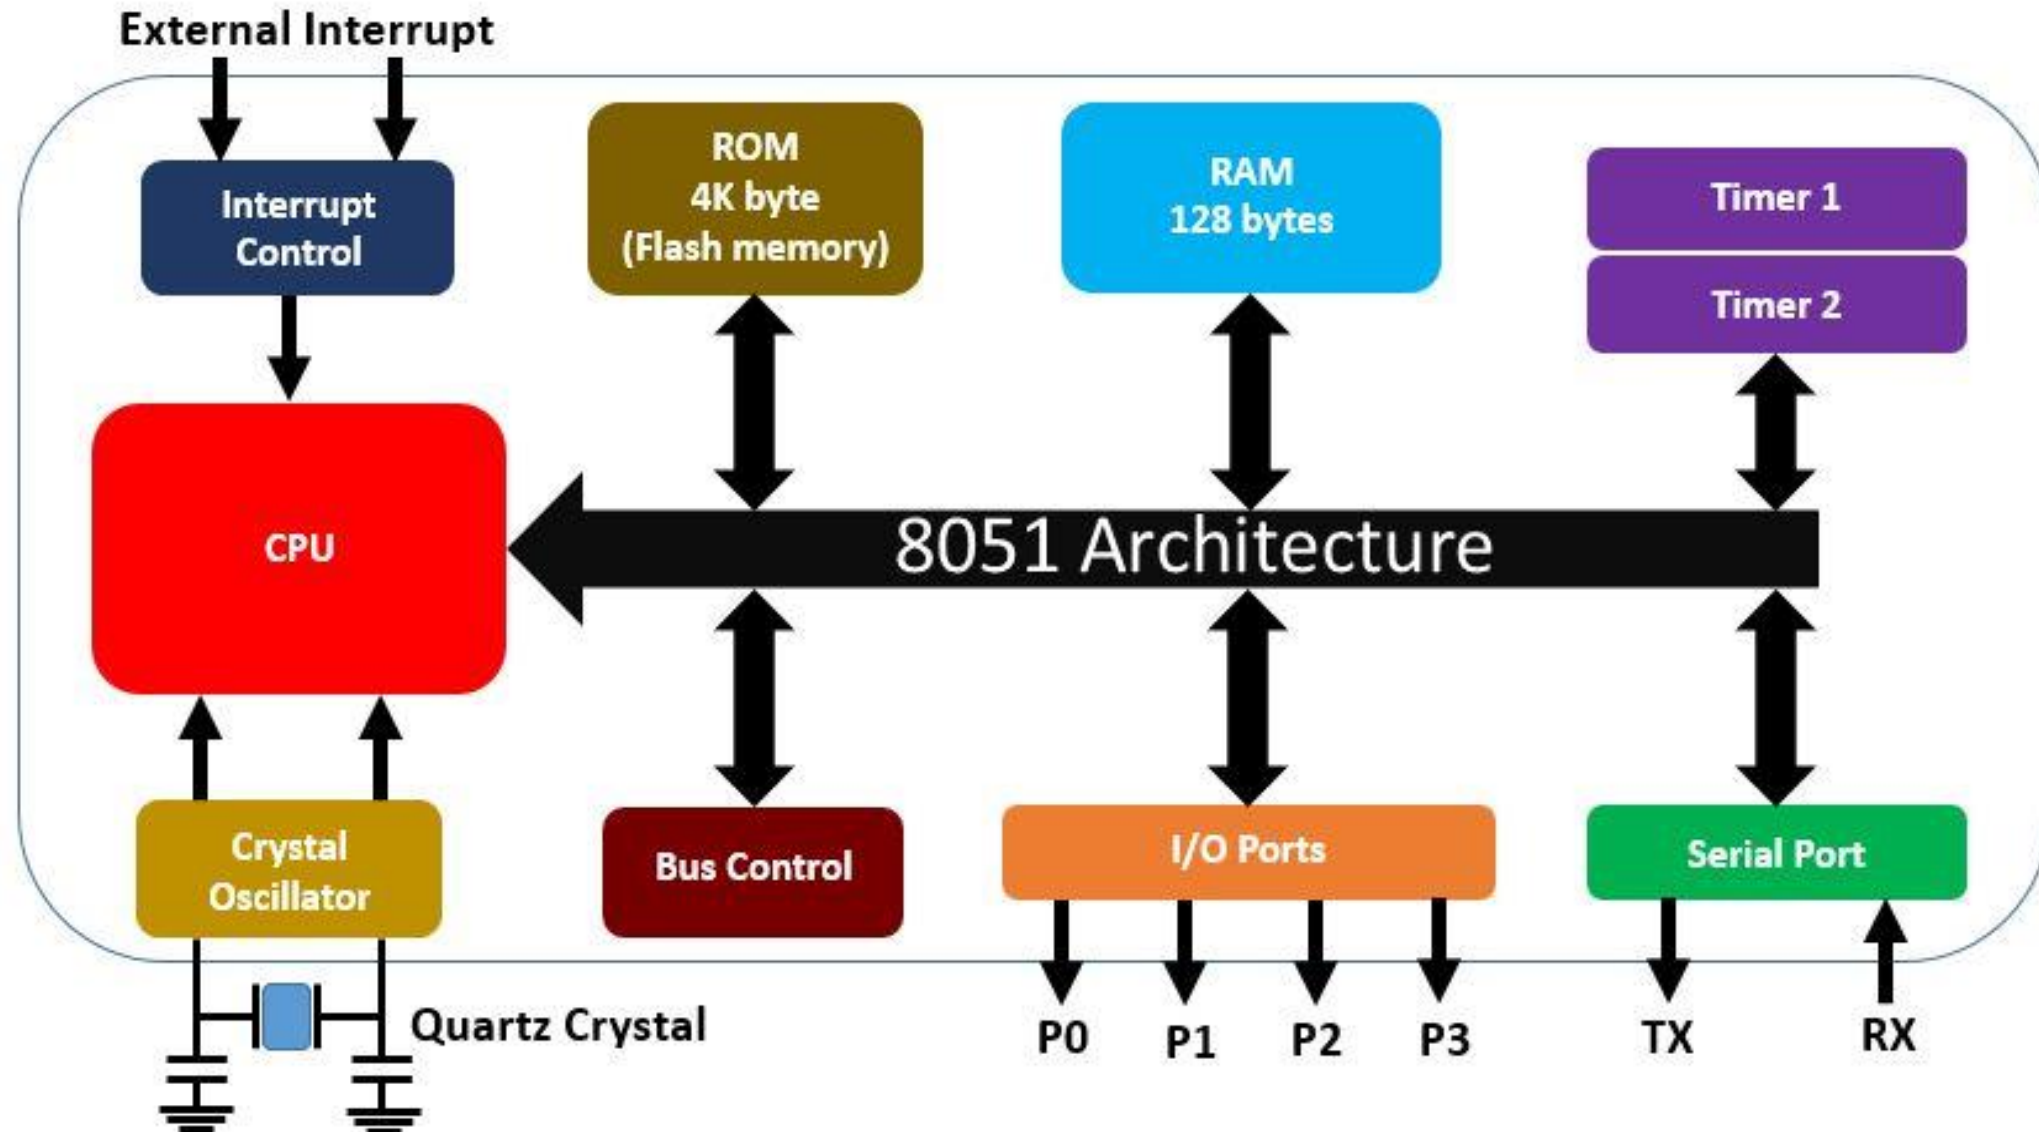 External Interrupt
Interrupt
Control
ROM
4K byte
(Flash memory)
RAM
128 bytes
Timer 1
Timer 2
CPU
8051 Architecture
Crystal
Oscillator
Bus Control
I/O Ports
Serial Port
Quartz Crystal
P0
P1
P2
P3
TX
RX